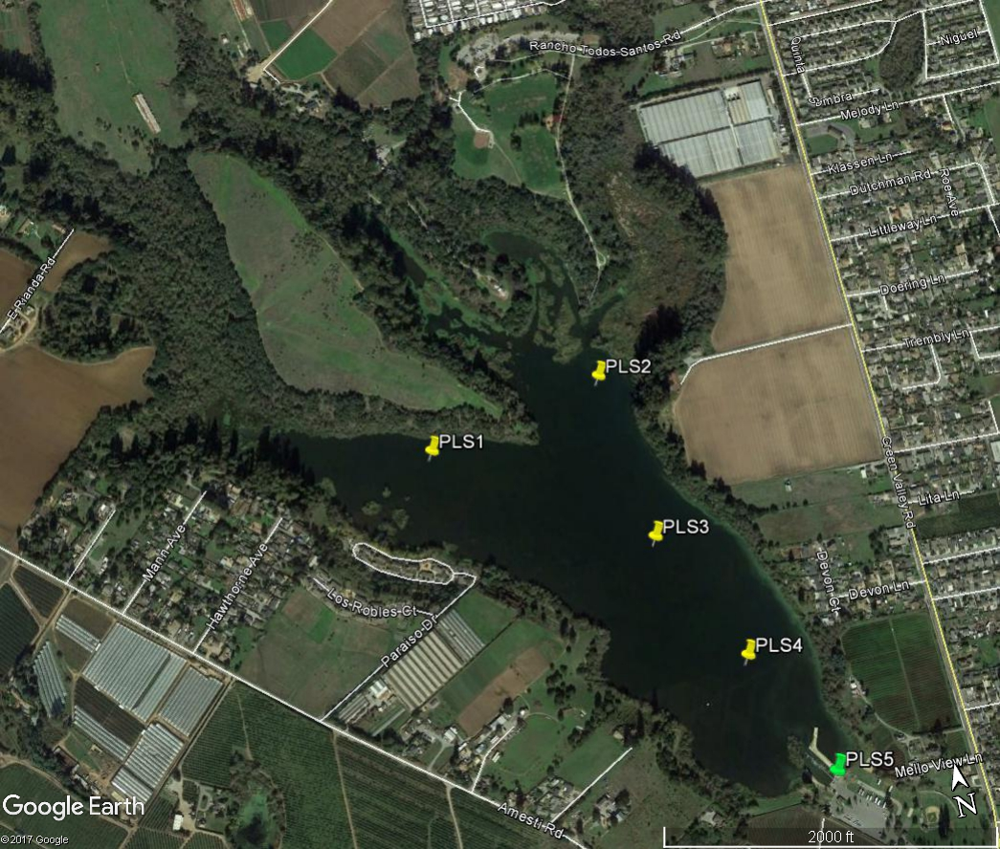 Rancho Todos Santos Rd
Quinta
Niguel
Sombra
Melody Ln
Klassen Ln
Dutchman Rd
Roe Ave
Littleway Ln
E Rianda Rd
Doering Ln
Trembly Ln
PLS2
PLS1
Green Valley Rd
Lita Ln
PLS3
Mann Ave
Hawthorne Ave
Devon Ct
Devon Ln
Los Robles Ct
Paraiso Dr
PLS4
PLS5
Mello View Ln
N
Google Earth
Amesti Rd
2000 ft
©2017 Google